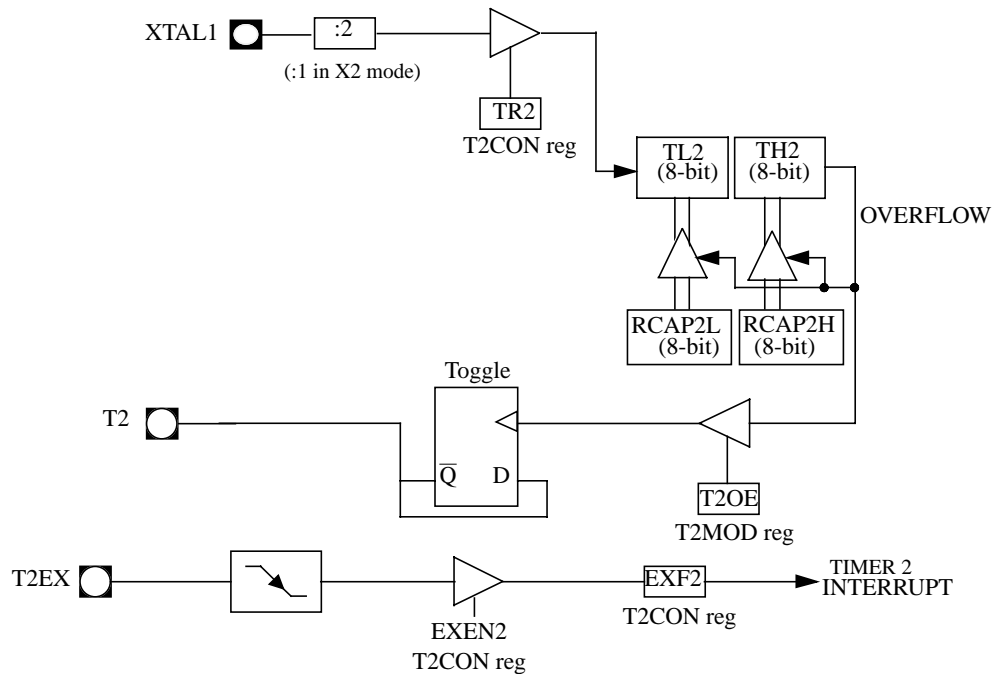 XTAL1
:2
(:1 in X2 mode)
TR2
T2CON reg
TL2
(8-bit)
TH2
(8-bit)
OVERFLOW
RCAP2L
(8-bit)
RCAP2H
(8-bit)
Toggle
T2
Q̅
D
T2OE
T2MOD reg
T2EX
EXEN2
T2CON reg
EXF2
T2CON reg
TIMER 2
INTERRUPT